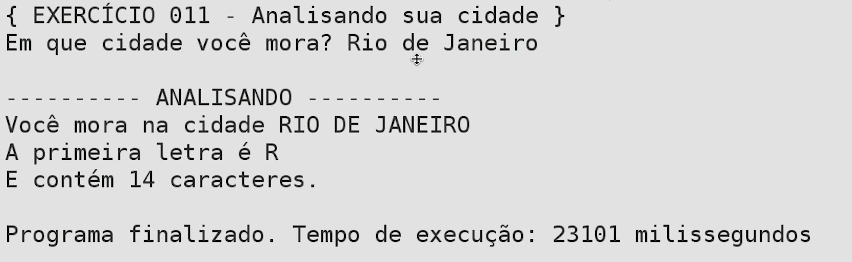 { EXERCÍCIO 011 - Analisando sua cidade }
Em que cidade você mora? Rio de Janeiro
---------- ANALISANDO ----------
Você mora na cidade RIO DE JANEIRO
A primeira letra é R
E contém 14 caracteres.
Programa finalizado. Tempo de execução: 23101 milissegundos